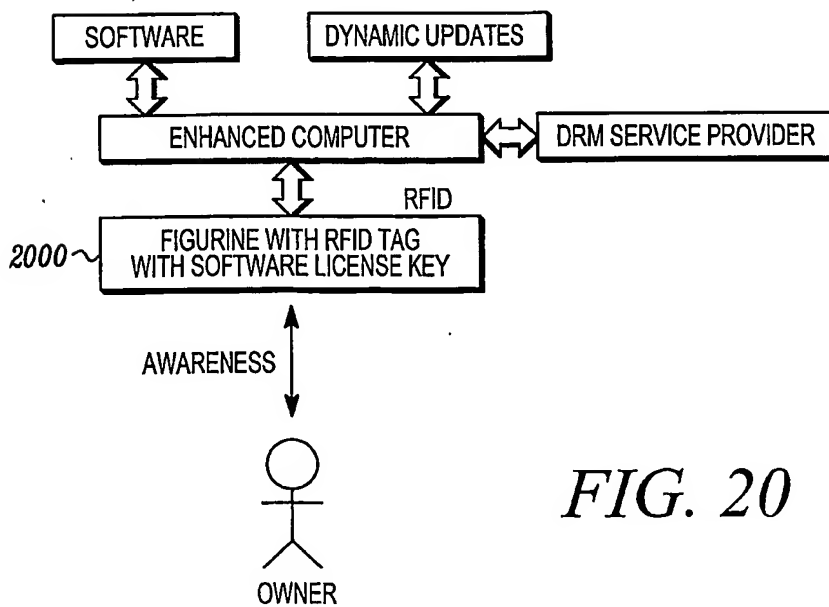 SOFTWARE
DYNAMIC UPDATES
ENHANCED COMPUTER
DRM SERVICE PROVIDER
RFID
2000
FIGURINE WITH RFID TAG
WITH SOFTWARE LICENSE KEY
AWARENESS
FIG. 20
OWNER